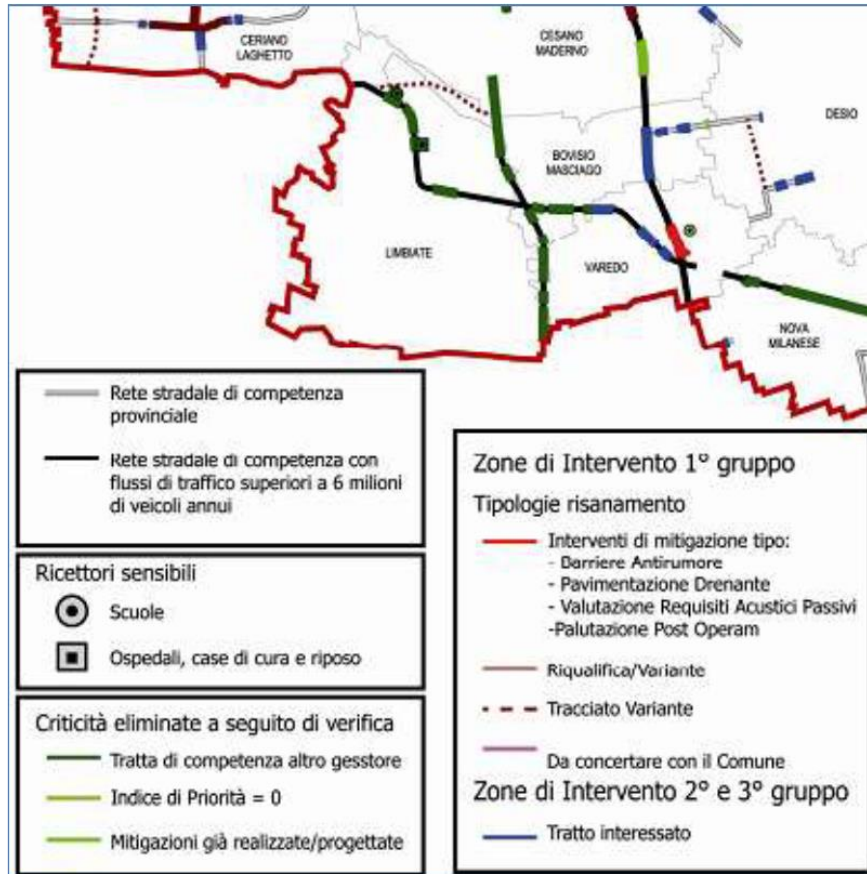 CERIANO
LAGHETTO
CESANO
MADERNO
DESIO
BOVISIO
MASCIAGO
LIMBIATE
VAREDO
NOVA
MILANESE
Rete stradale di competenza
provinciale
Rete stradale di competenza con
flussi di traffico superiori a 6 milioni
di veicoli annui
Ricettori sensibili
Scuole
Ospedali, case di cura e riposo
Criticità eliminate a seguito di verifica
Tratta di competenza altro gesstore
Indice di Priorità = 0
Mitigazioni già realizzate/progettate
Zone di Intervento 1° gruppo
Tipologie risanamento
Interventi di mitigazione tipo:
- Barriere Antirumore
- Pavimentazione Drenante
- Valutazione Requisiti Acustici Passivi
-Palutazione Post Operam
Riqualifica/Variante
Tracciato Variante
Da concertare con il Comune
Zone di Intervento 2° e 3° gruppo
Tratto interessato